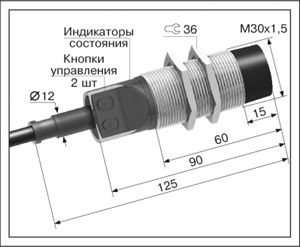 Индикаторы
состояния
Кнопки
управления
2 шт
36
M30x1,5
Ø12
15
60
90
125